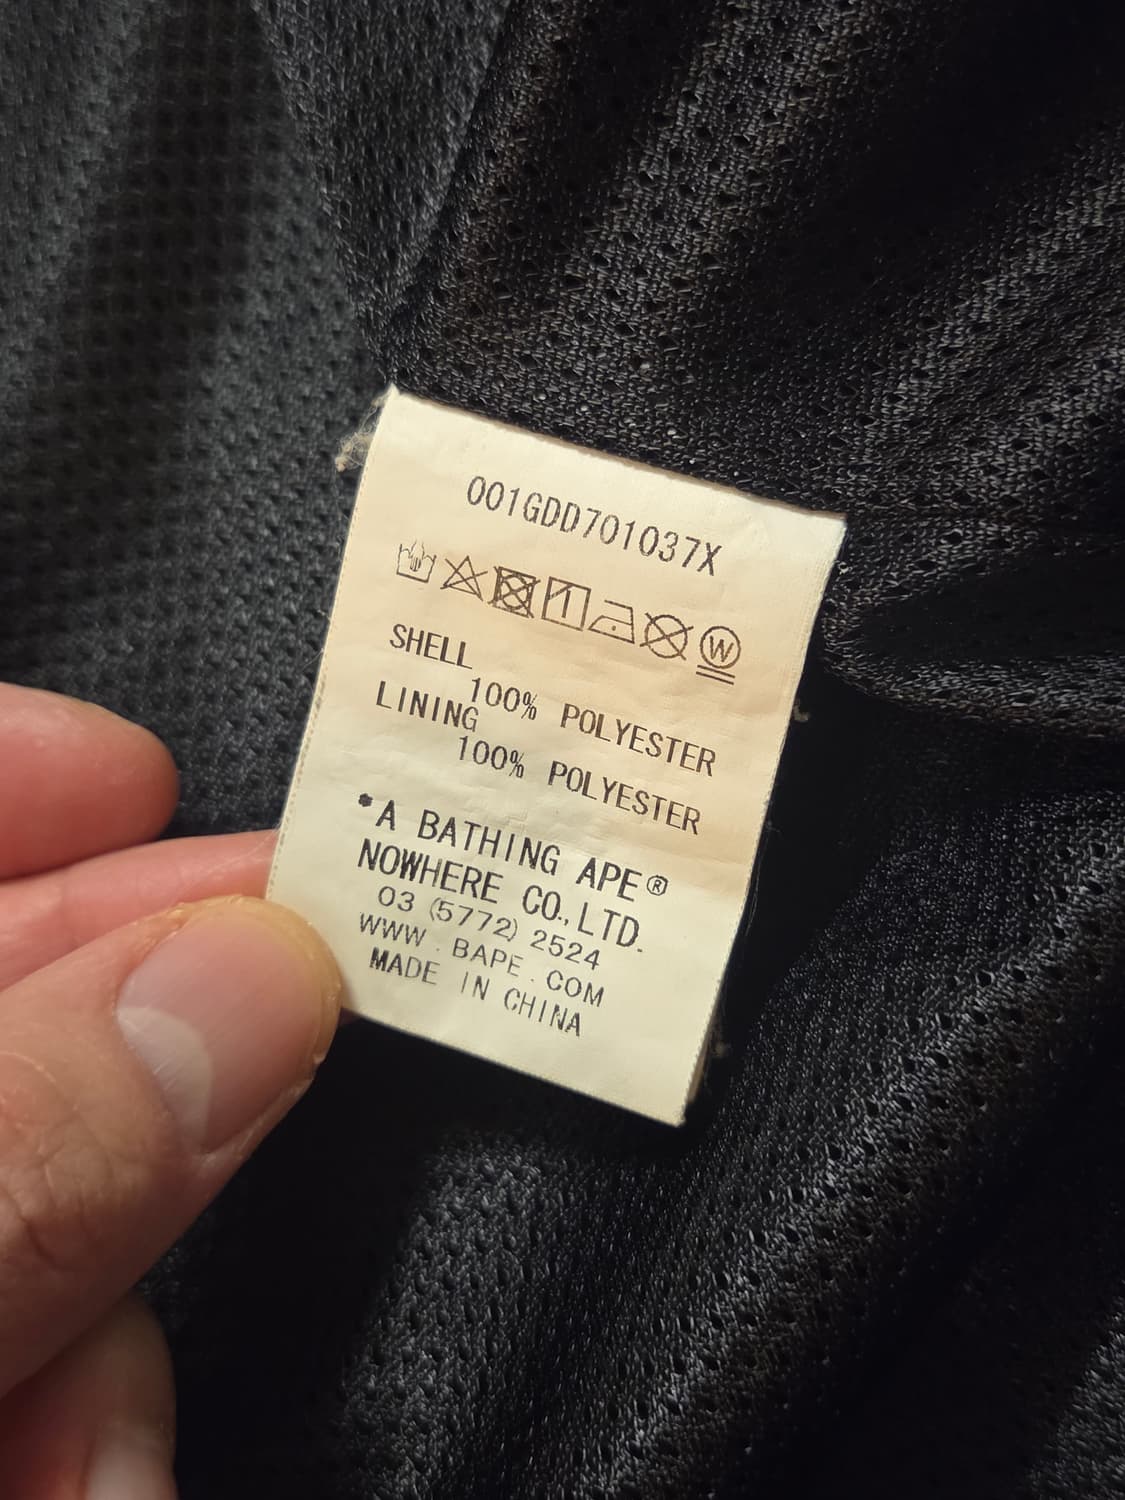 001GDD701037X
W
SHELL
100% POLYESTER
LINING
100% POLYESTER
*A BATHING APE®
NOWHERE CO.,LTD.
03 (5772) 2524
WWW.BAPE.COM
MADE IN CHINA